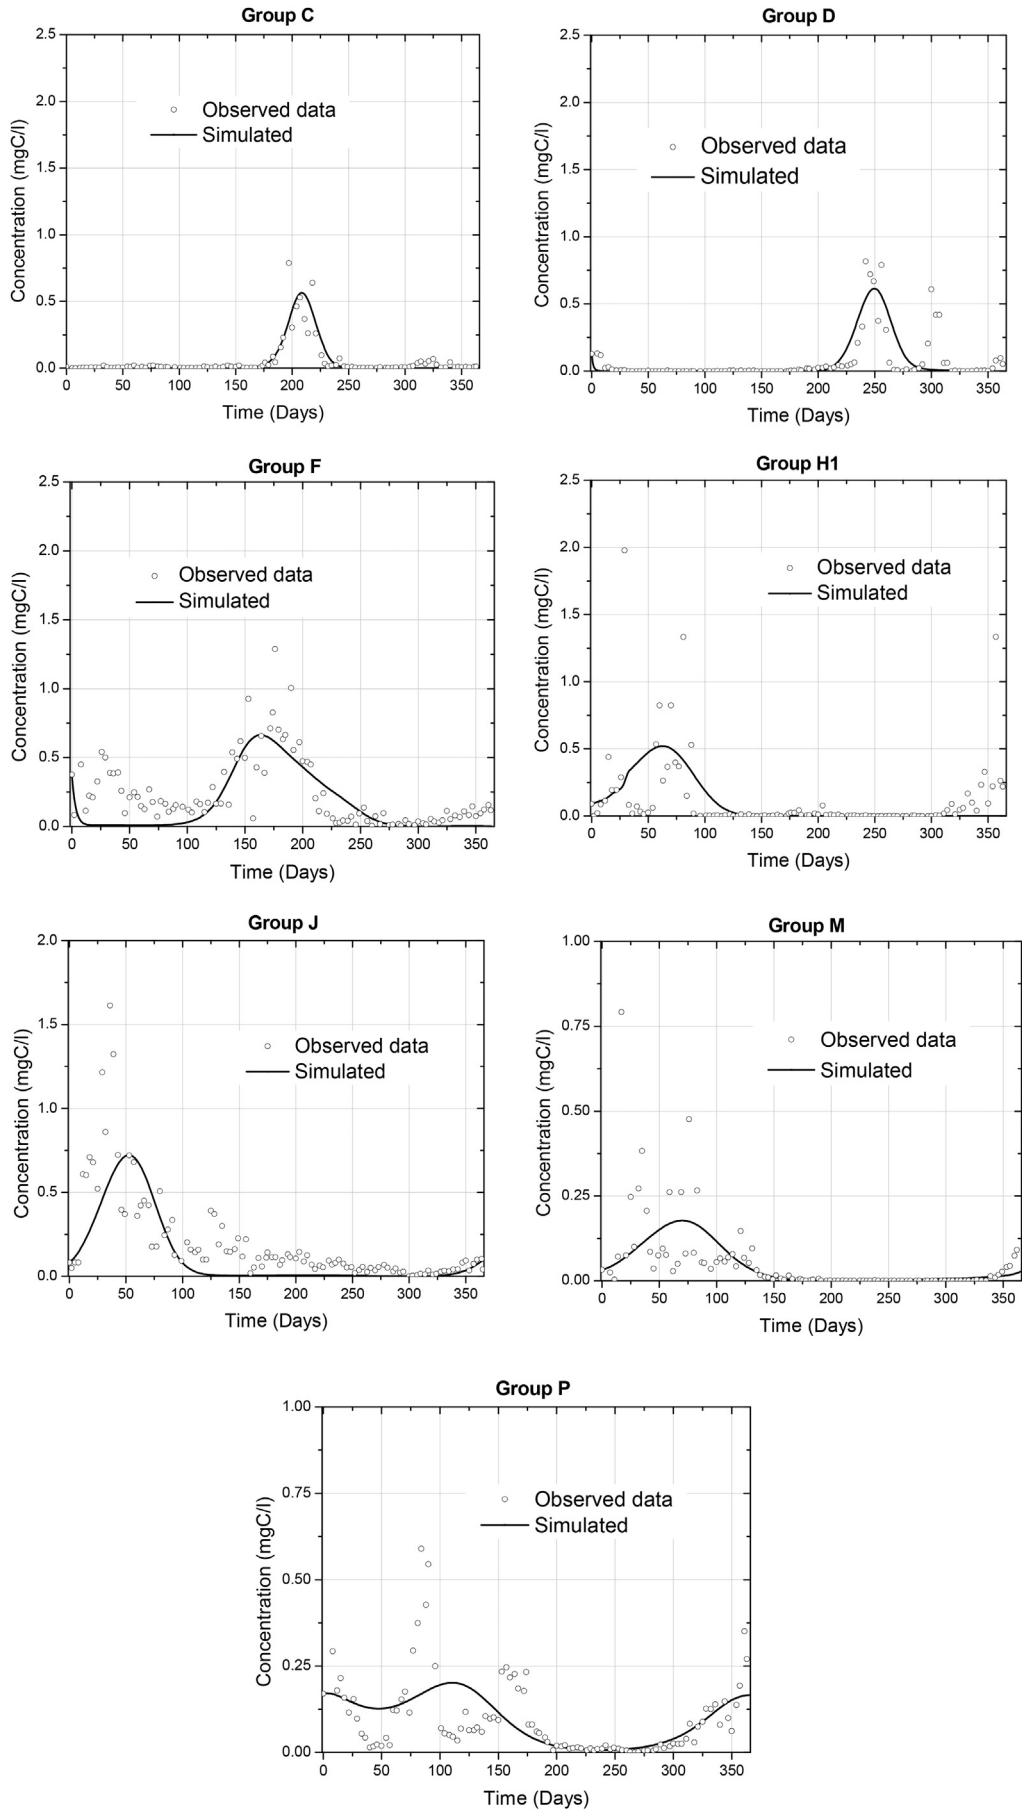 Group C
2.5
2.0
1.5
1.0
0.5
0.0
Concentration (mgC/l)
Observed data
Simulated
0 50 100 150 200 250 300 350
Time (Days)
Group D
2.5
2.0
1.5
1.0
0.5
0.0
Concentration (mgC/l)
Observed data
Simulated
0 50 100 150 200 250 300 350
Time (Days)
Group F
2.5
2.0
1.5
1.0
0.5
0.0
Concentration (mgC/l)
Observed data
Simulated
0 50 100 150 200 250 300 350
Time (Days)
Group H1
2.5
2.0
1.5
1.0
0.5
0.0
Concentration (mgC/l)
Observed data
Simulated
0 50 100 150 200 250 300 350
Time (Days)
Group J
2.0
1.5
1.0
0.5
0.0
Concentration (mgC/l)
Observed data
Simulated
0 50 100 150 200 250 300 350
Time (Days)
Group M
1.00
0.75
0.50
0.25
0.00
Concentration (mgC/l)
Observed data
Simulated
0 50 100 150 200 250 300 350
Time (Days)
Group P
1.00
0.75
0.50
0.25
0.00
Concentration (mgC/l)
Observed data
Simulated
0 50 100 150 200 250 300 350
Time (Days)